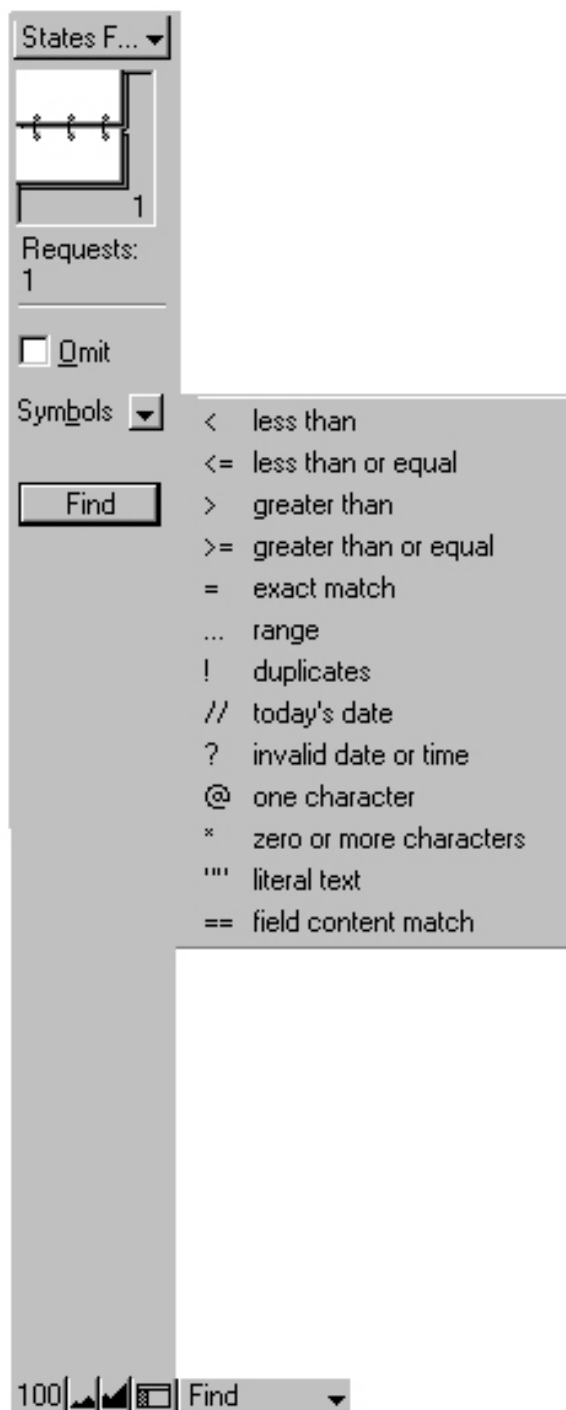 States F...
1
Requests:
1
Omit
Symbols
Find
< less than
<= less than or equal
> greater than
>= greater than or equal
= exact match
... range
! duplicates
// today's date
? invalid date or time
@ one character
* zero or more characters
"" literal text
== field content match
100 Find